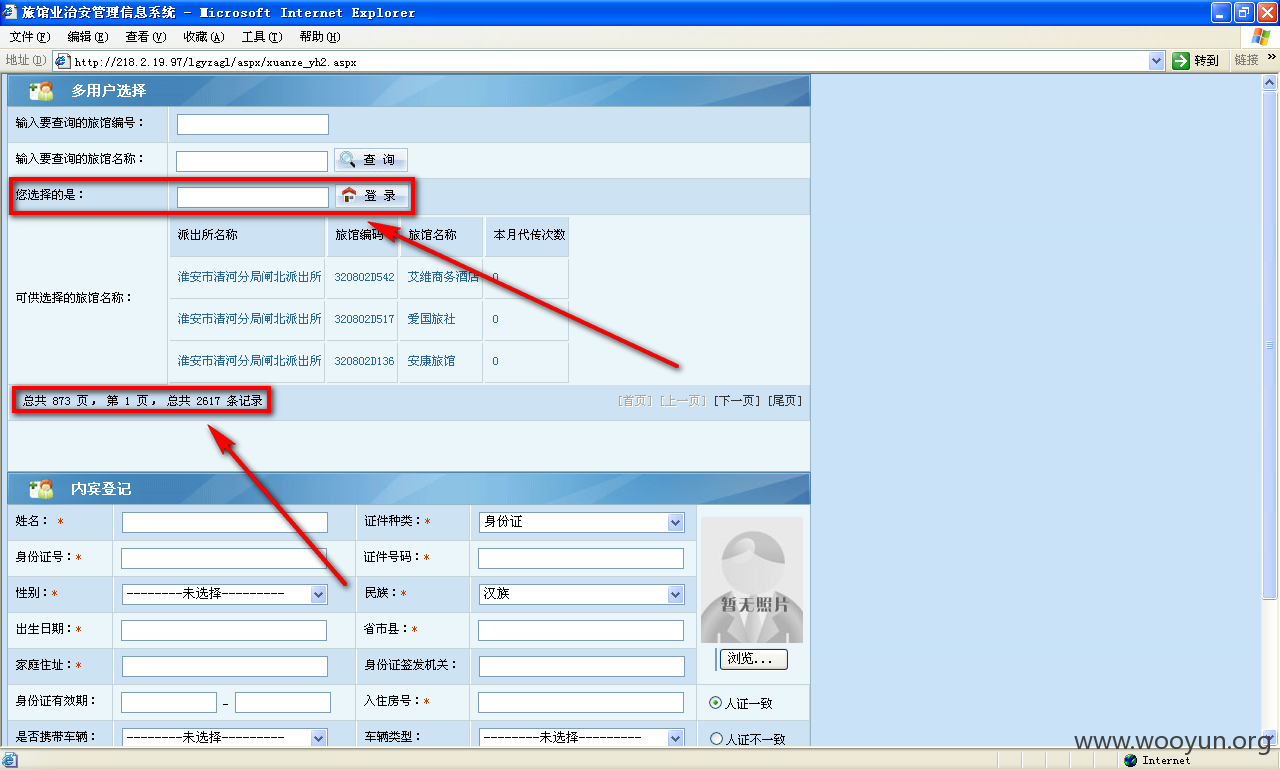 旅馆业治安管理信息系统 - Microsoft Internet Explorer
文件(F) 编辑(E) 查看(V) 收藏(A) 工具(T) 帮助(H)
地址(D) http://218.2.19.97/lgyzagl/aspx/xuanze_yh2.aspx 转到 链接 »
多用户选择
输入要查询的旅馆编号：
输入要查询的旅馆名称： 查 询
您选择的是： 登 录
派出所名称 旅馆编码 旅馆名称 本月代传次数
淮安市清河分局闸北派出所 320802D542 艾维商务酒店 0
可供选择的旅馆名称：
淮安市清河分局闸北派出所 320802D517 爱国旅社 0
淮安市清河分局闸北派出所 320802D136 安康旅馆 0
总共 873 页， 第 1 页， 总共 2617 条记录 [首页] [上一页] [下一页] [尾页]
内宾登记
姓名： * 证件种类：* 身份证
身份证号：* 证件号码：*
性别：* --------未选择--------- 民族：* 汉族
暂无照片
出生日期：* 省市县：*
家庭住址：* 身份证签发机关： 浏览...
身份证有效期： - 入住房号：* 人证一致
是否携带车辆： --------未选择--------- 车辆类型： --------未选择--------- 人证不一致
www.wooyun.org
Internet